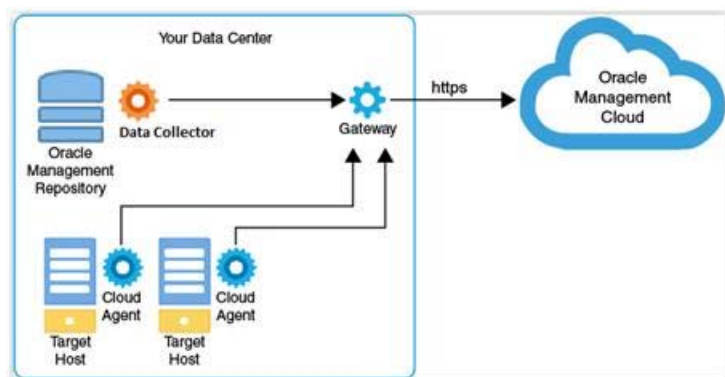 Your Data Center
Oracle
Management
Repository
Data Collector
Gateway
https
Oracle
Management
Cloud
Cloud
Agent
Target
Host
Cloud
Agent
Target
Host